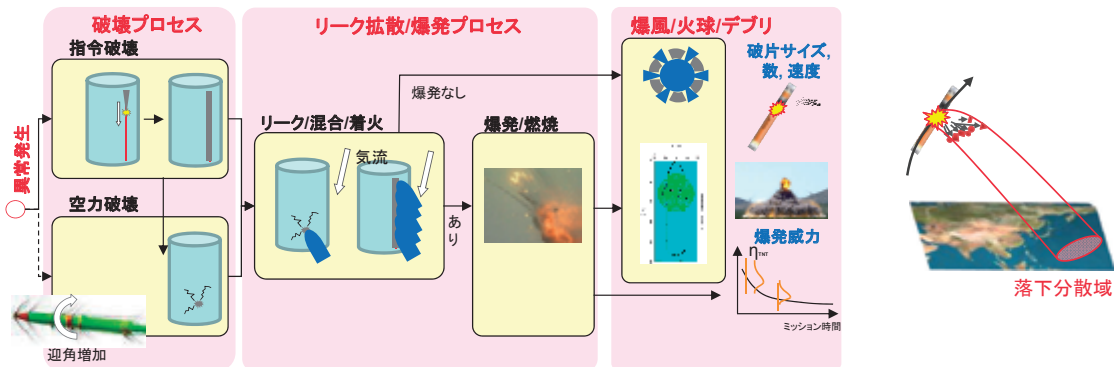 破壊プロセス
リーク拡散/爆発プロセス
爆風/火球/デブリ
指令破壊
破片サイズ,
数, 速度
爆発なし
リーク/混合/着火
爆発/燃焼
気流
異常発生
空力破壊
あり
爆発威力
ηTNT
ミッション時間
迎角増加
落下分散域